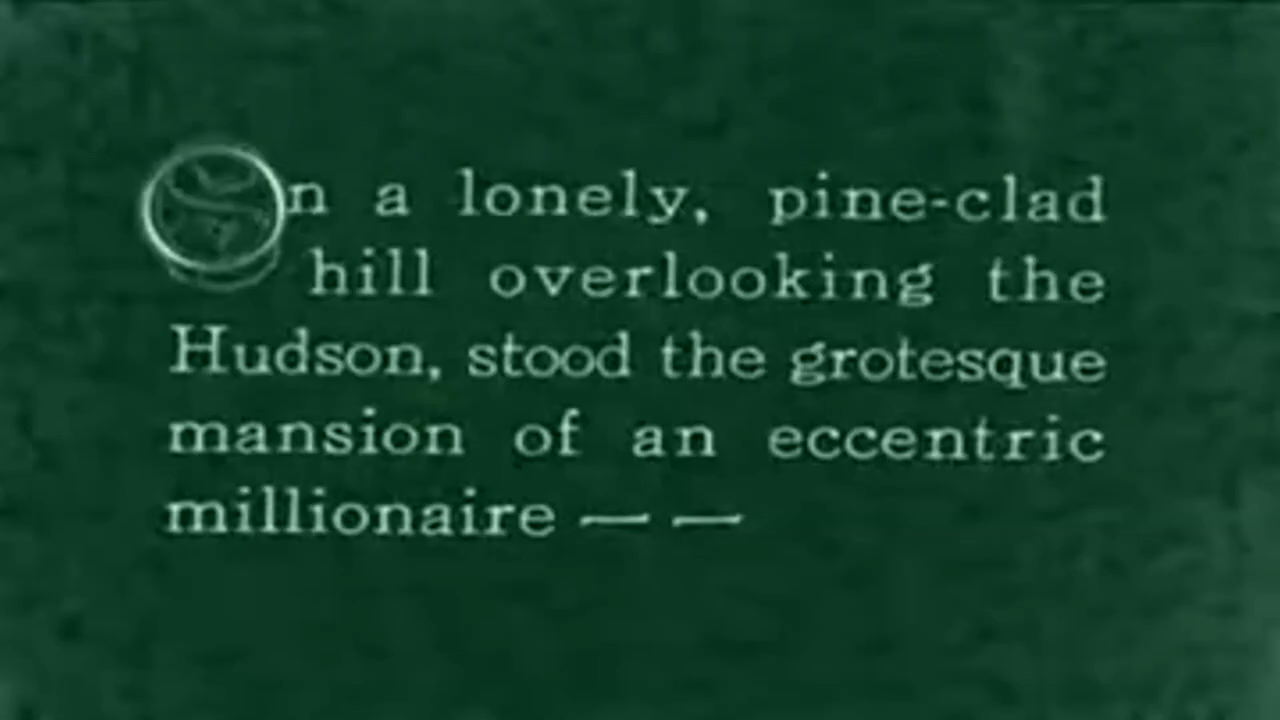 On a lonely, pine-clad
hill overlooking the
Hudson, stood the grotesque
mansion of an eccentric
millionaire — —